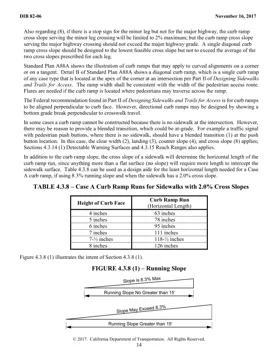 DIB 82-06 November 16, 2017
Also regarding (8), if there is a stop sign for the minor leg but not for the major highway, the curb ramp
cross slope serving the minor leg crossing will be limited to 2% maximum; but the curb ramp cross slope
serving the major highway crossing should not exceed the major highway grade. A single diagonal curb
ramp cross slope should be designed to the lowest feasible cross slope but not to exceed the average of the
two cross slopes prescribed for each leg.
Standard Plan A88A shows the illustration of curb ramps that may apply to curved alignments on a corner
or on a tangent. Detail B of Standard Plan A88A shows a diagonal curb ramp, which is a single curb ramp
of any case type that is located at the apex of the corner at an intersection per Part II of Designing Sidewalks
and Trails for Access. The ramp width shall be consistent with the width of the pedestrian access route.
Flares are needed if the curb ramp is located where pedestrians may traverse across the ramp.
The Federal recommendation found in Part II of Designing Sidewalks and Trails for Access is for curb ramps
to be aligned perpendicular to curb face. However, directional curb ramps may be designed by showing a
bottom grade break perpendicular to crosswalk travel.
In some cases a curb ramp cannot be constructed because there is no sidewalk at the intersection. However,
there may be reason to provide a blended transition, which could be at-grade. For example a traffic signal
with pedestrian push buttons, where there is no sidewalk, should have a blended transition (1) at the push
button location. In this case, the clear width (2), landing (3), counter slope (4), and cross slope (8) applies;
Sections 4.3.14 (1) Detectable Warning Surfaces and 4.3.15 Reach Ranges also applies.
In addition to the curb ramp slope, the cross slope of a sidewalk will determine the horizontal length of the
curb ramp run, since anything more than a flat surface (no slope) will require more length to intercept the
sidewalk surface. Table 4.3.8 can be used as a design aide for the least horizontal length needed for a Case
A curb ramp, if using 8.3% running slope and when the sidewalk has a 2.0% cross slope.
TABLE 4.3.8 – CASE A Curb Ramp Runs for Sidewalks with 2.0% Cross Slopes
Height of Curb Face Curb Ramp Run
(Horizontal Length)
4 inches 63 inches
5 inches 78 inches
6 inches 95 inches
7 inches 111 inches
7-½ inches 118-½ inches
8 inches 126 inches
Figure 4.3.8 (1) illustrates the intent of Section 4.3.8 (1).
FIGURE 4.3.8 (1) – Running Slope
Slope is 8.3% Max
Running Slope No Greater than 15'
Slope May Exceed 8.3%
Running Slope Greater than 15'
© 2017. California Department of Transportation. All Rights Reserved.
14